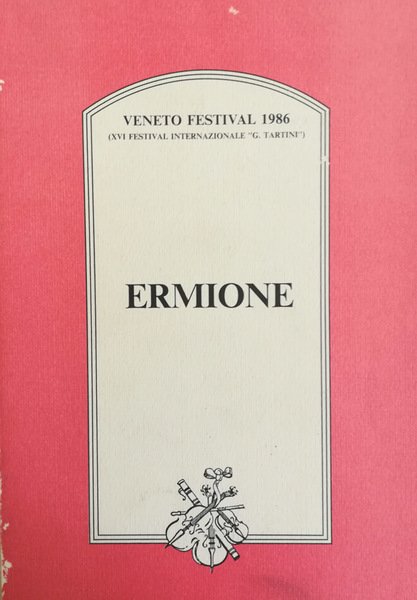 VENETO FESTIVAL 1986
(XVI FESTIVAL INTERNAZIONALE "G. TARTINI")
ERMIONE